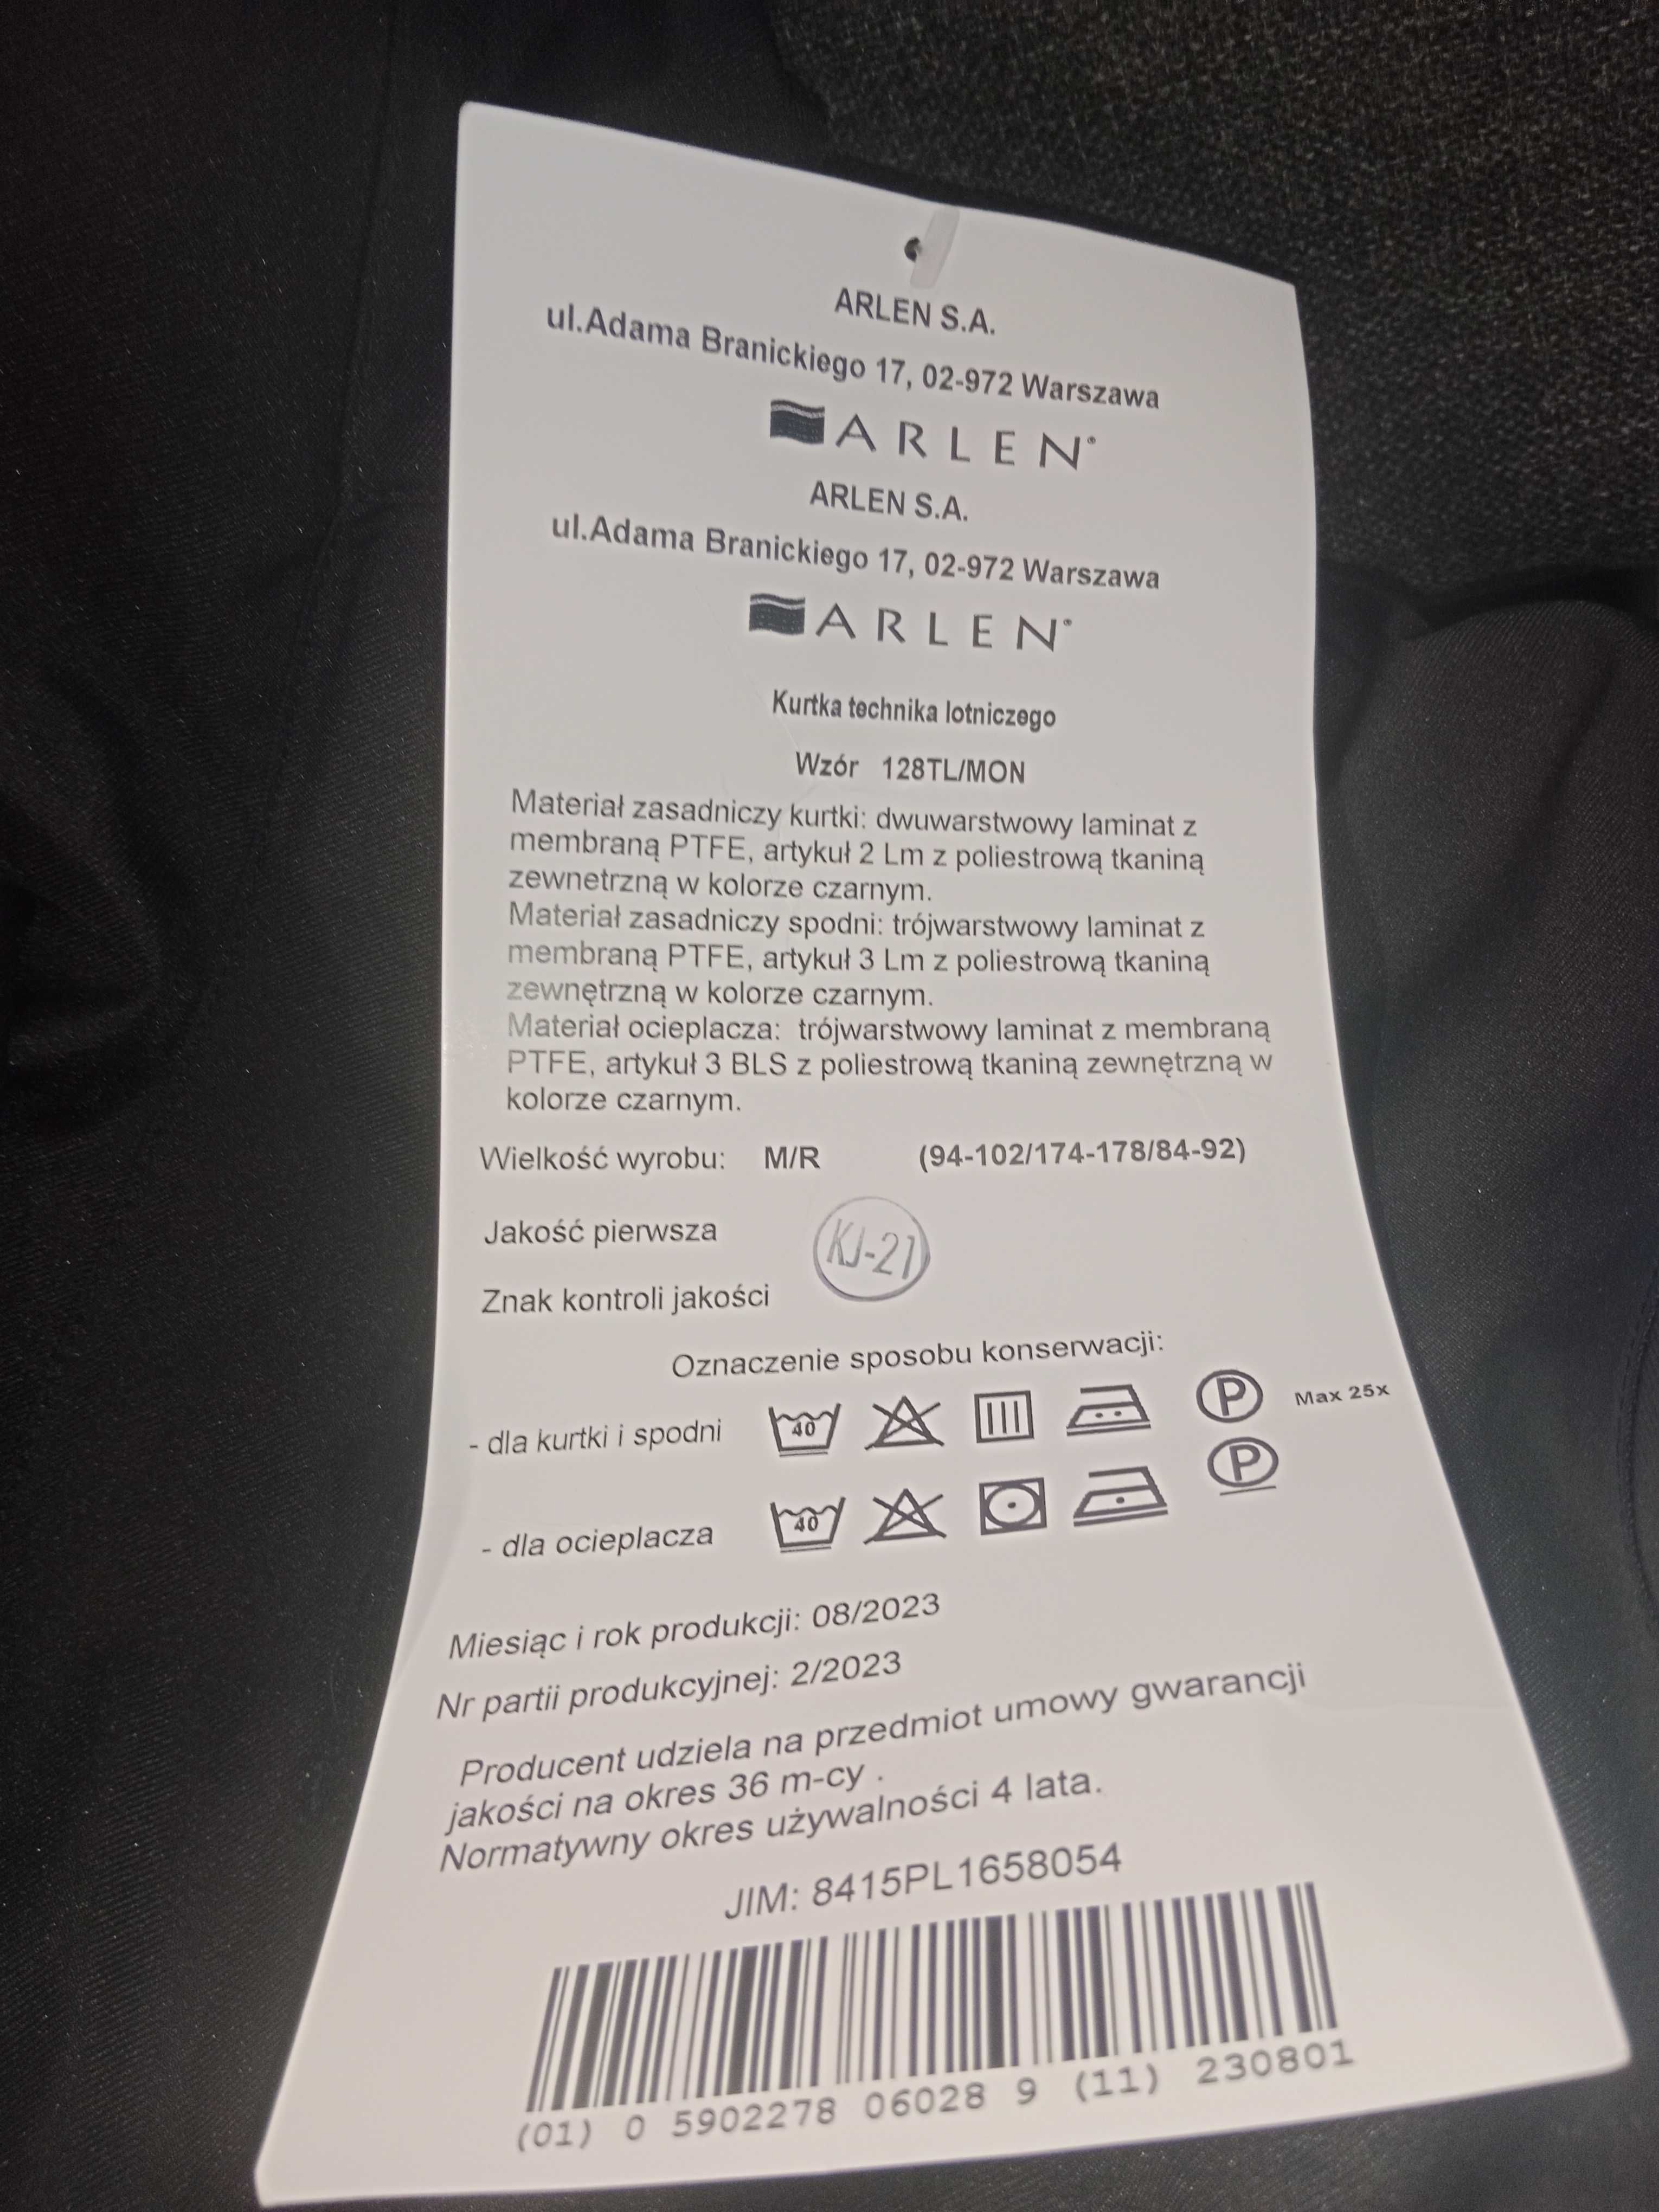 ARLEN S.A.
ul.Adama Branickiego 17, 02-972 Warszawa
ARLEN
ARLEN S.A.
ul.Adama Branickiego 17, 02-972 Warszawa
ARLEN
Kurtka technika lotniczego
Wzór 128TL/MON
Materiał zasadniczy kurtki: dwuwarstwowy laminat z
membraną PTFE, artykuł 2 Lm z poliestrową tkaniną
zewnetrzną w kolorze czarnym.
Materiał zasadniczy spodni: trójwarstwowy laminat z
membraną PTFE, artykuł 3 Lm z poliestrową tkaniną
zewnętrzną w kolorze czarnym.
Materiał ocieplacza: trójwarstwowy laminat z membraną
PTFE, artykuł 3 BLS z poliestrową tkaniną zewnętrzną w
kolorze czarnym.
Wielkość wyrobu: M/R (94-102/174-178/84-92)
Jakość pierwsza
KJ-21
Znak kontroli jakości
Oznaczenie sposobu konserwacji:
- dla kurtki i spodni 40 P Max 25x
- dla ocieplacza 40 P
Miesiąc i rok produkcji: 08/2023
Nr partii produkcyjnej: 2/2023
Producent udziela na przedmiot umowy gwarancji
jakości na okres 36 m-cy .
Normatywny okres używalności 4 lata.
JIM: 8415PL1658054
(01) 0 5902278 06028 9 (11) 230801